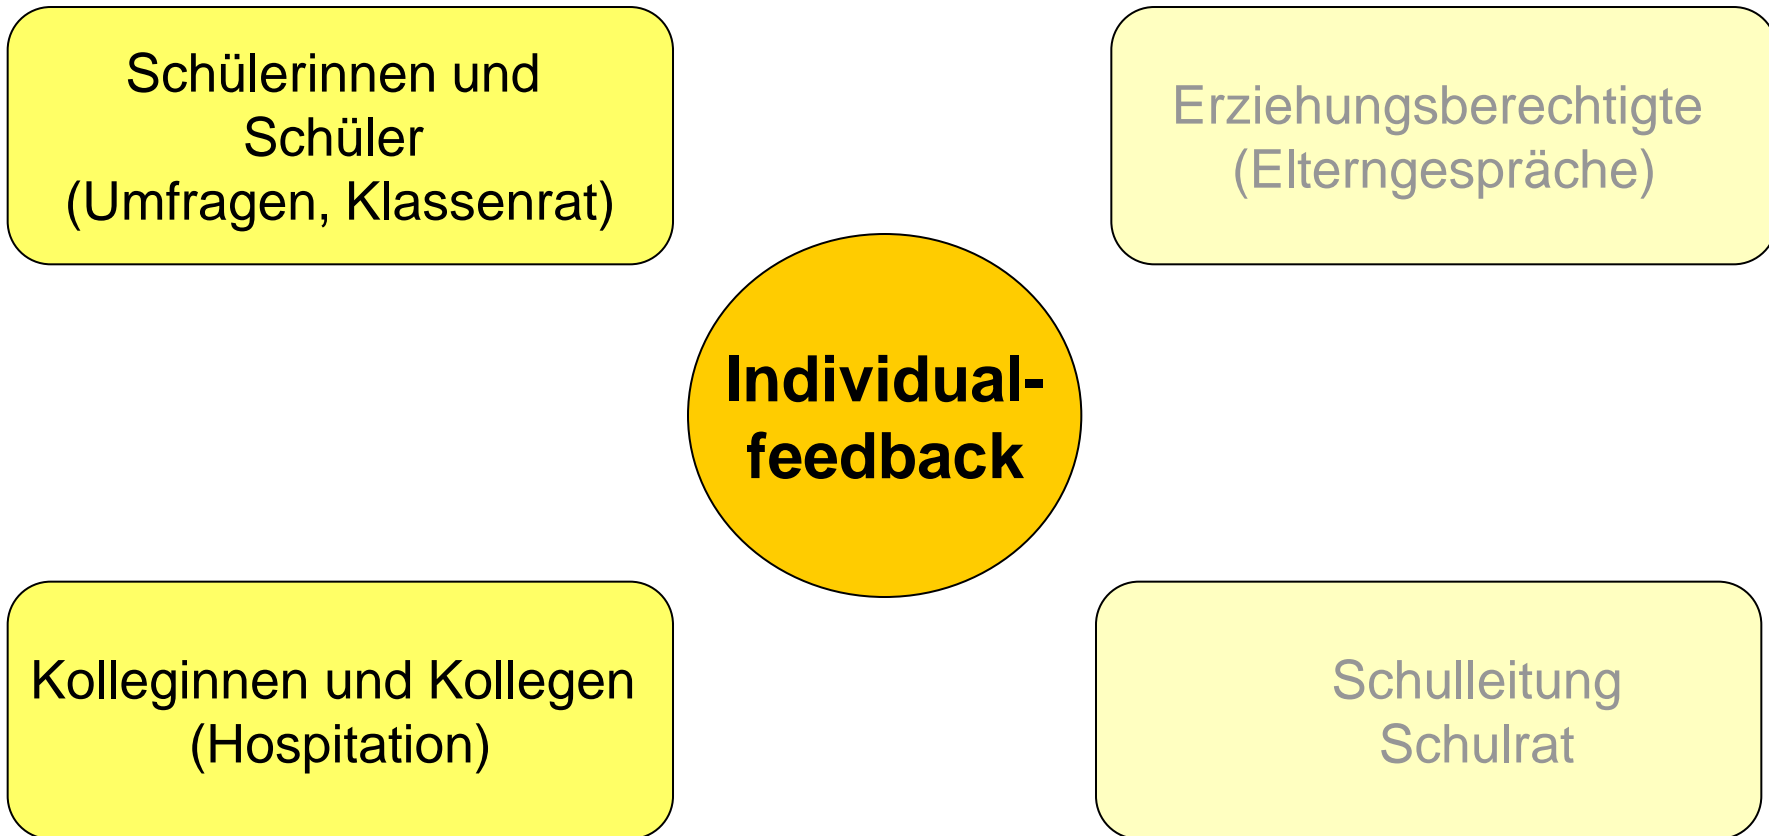 Schülerinnen und
Schüler
(Umfragen, Klassenrat)
Erziehungsberechtigte
(Elterngespräche)
Individual-
feedback
Kolleginnen und Kollegen
(Hospitation)
Schulleitung
Schulrat